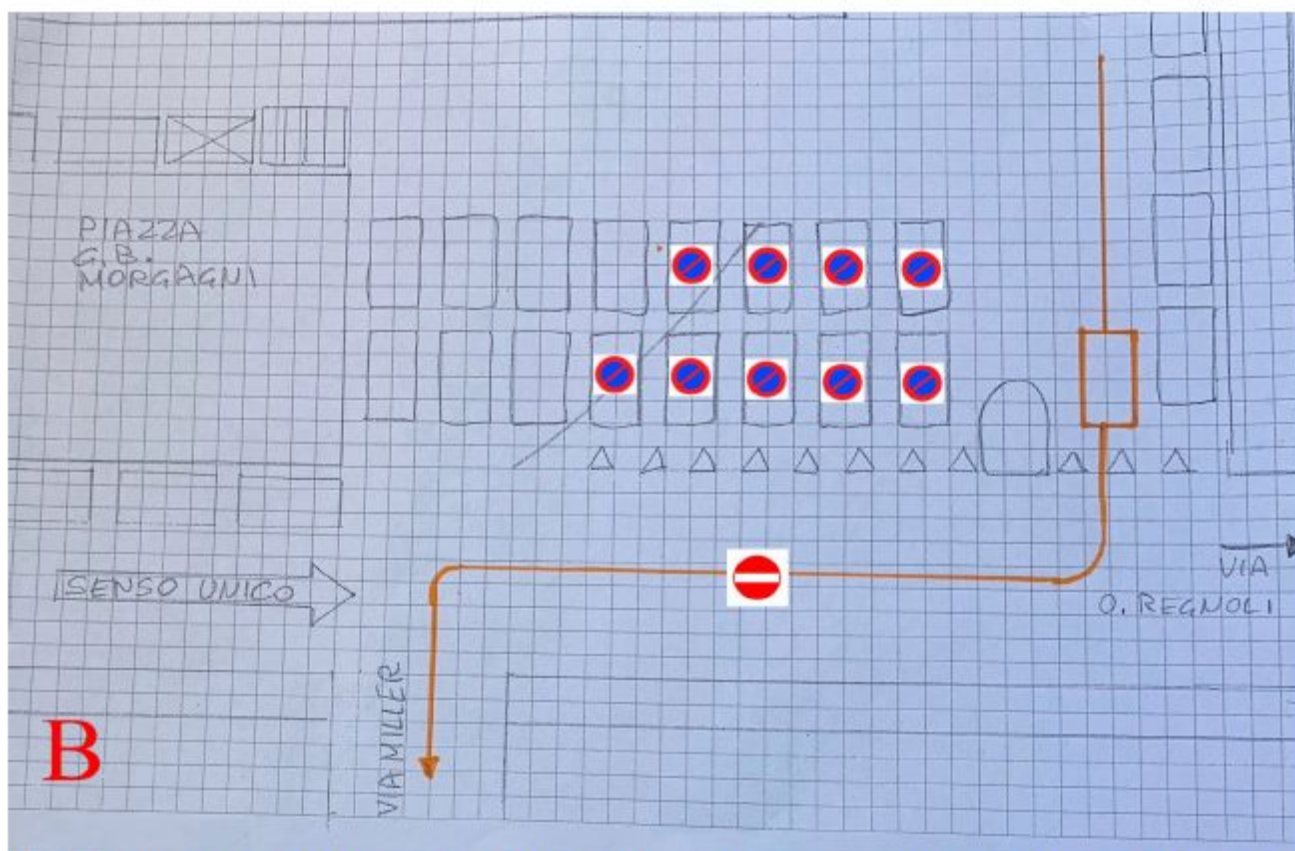 PIAZZA
G.B.
MORGAGNI
SENSO UNICO
VIA
O. REGNOLI
VIA MILLER
B